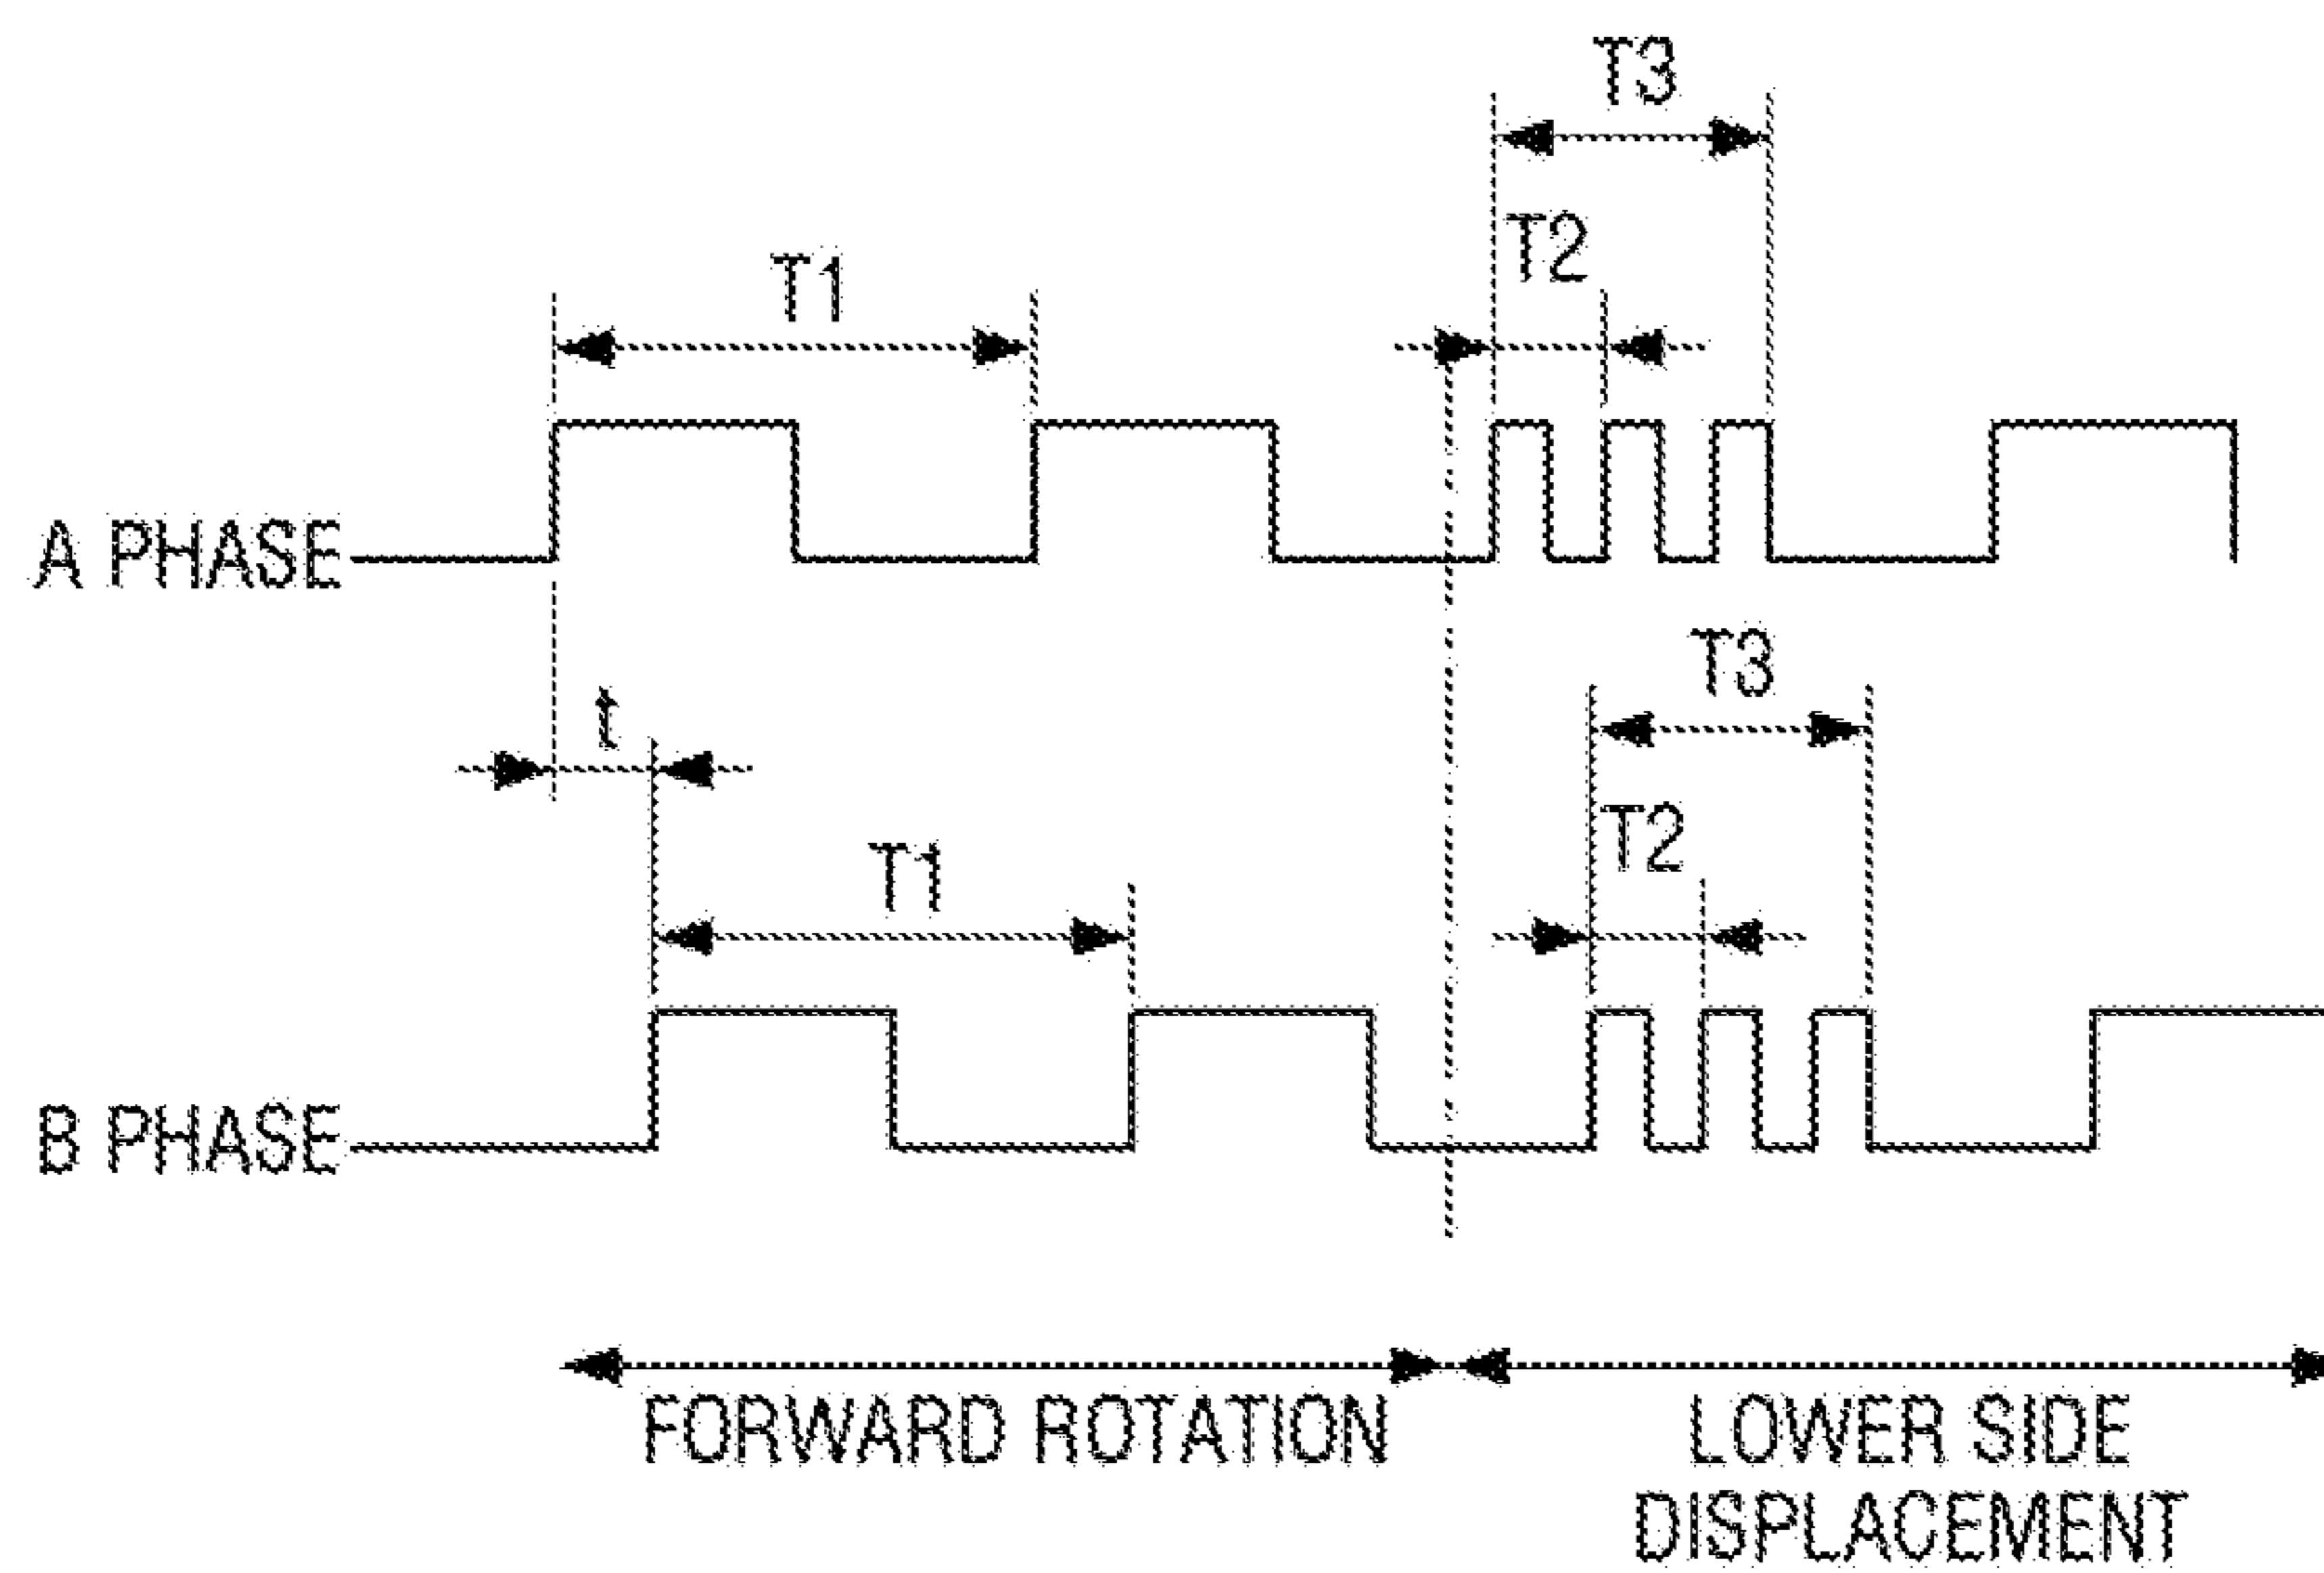 T3
T2
T1
A PHASE
T3
t
T2
T1
B PHASE
FORWARD ROTATION
LOWER SIDE
DISPLACEMENT